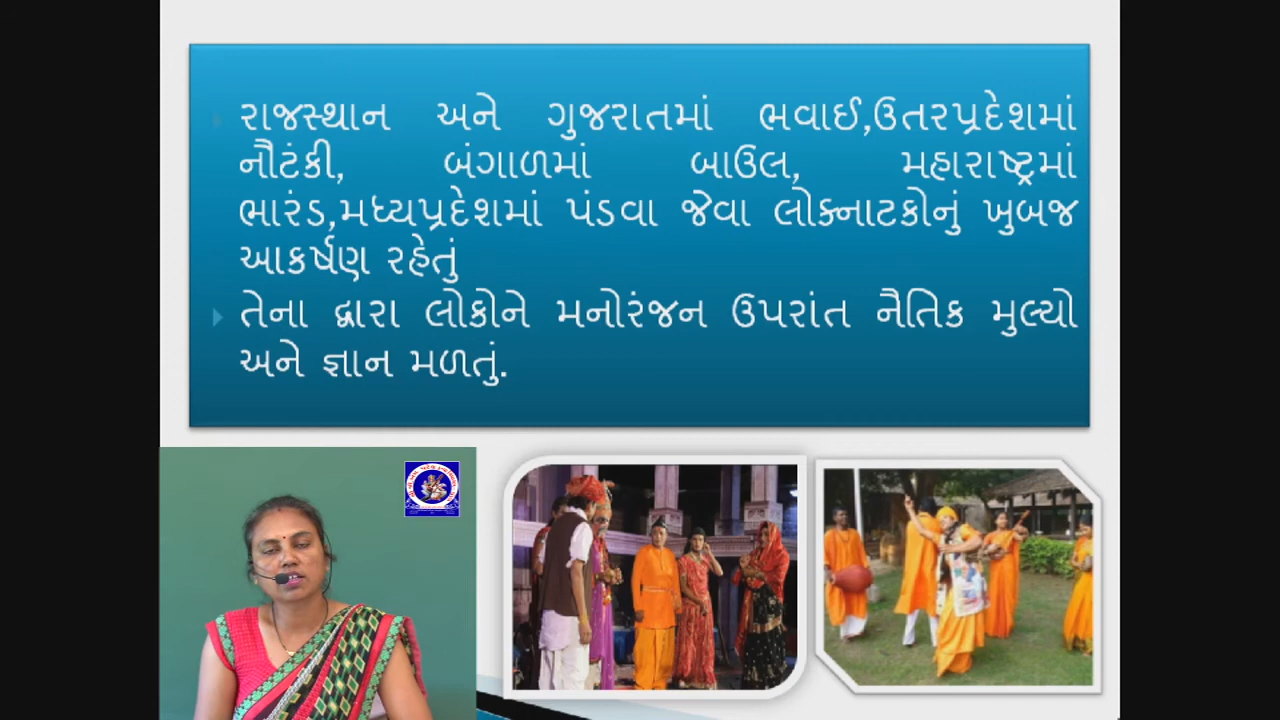 રાજસ્થાન અને ગુજરાતમાં ભવાઈ,ઉતરપ્રદેશમાં
નૌટંકી, બંગાળમાં બાઉલ, મહારાષ્ટ્રમાં
ભારંડ,મધ્યપ્રદેશમાં પંડવા જેવા લોકનાટકોનું ખુબજ
આકર્ષણ રહેતું
તેના દ્વારા લોકોને મનોરંજન ઉપરાંત નૈતિક મુલ્યો
અને જ્ઞાન મળતું.